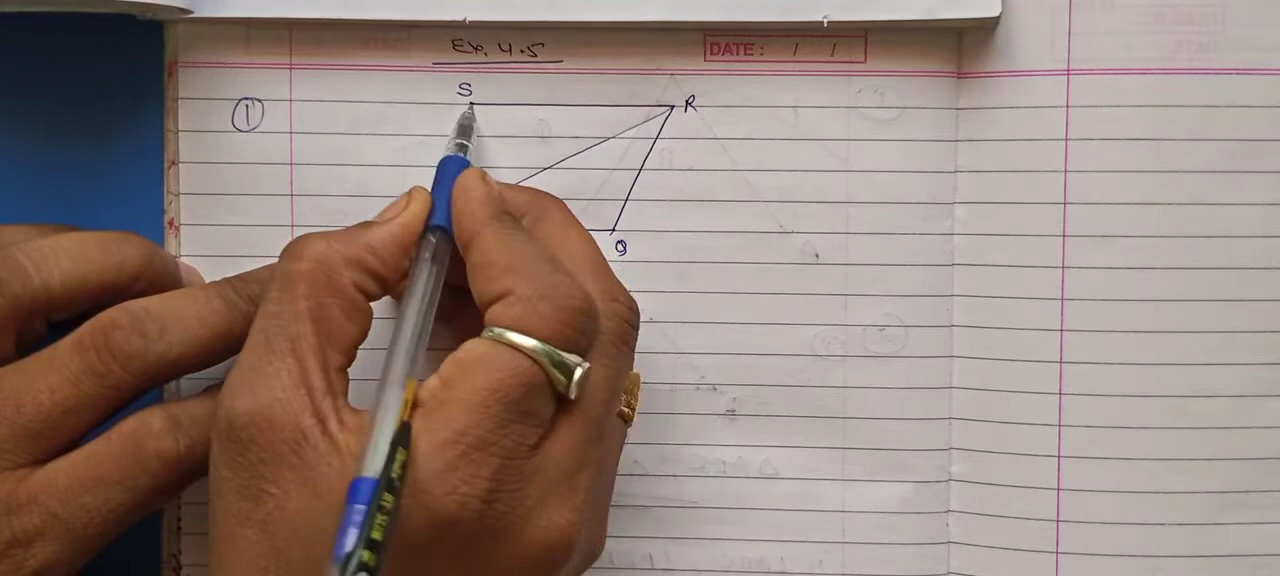 Ex. 4.5
DATE: / /
①
S
R
Q